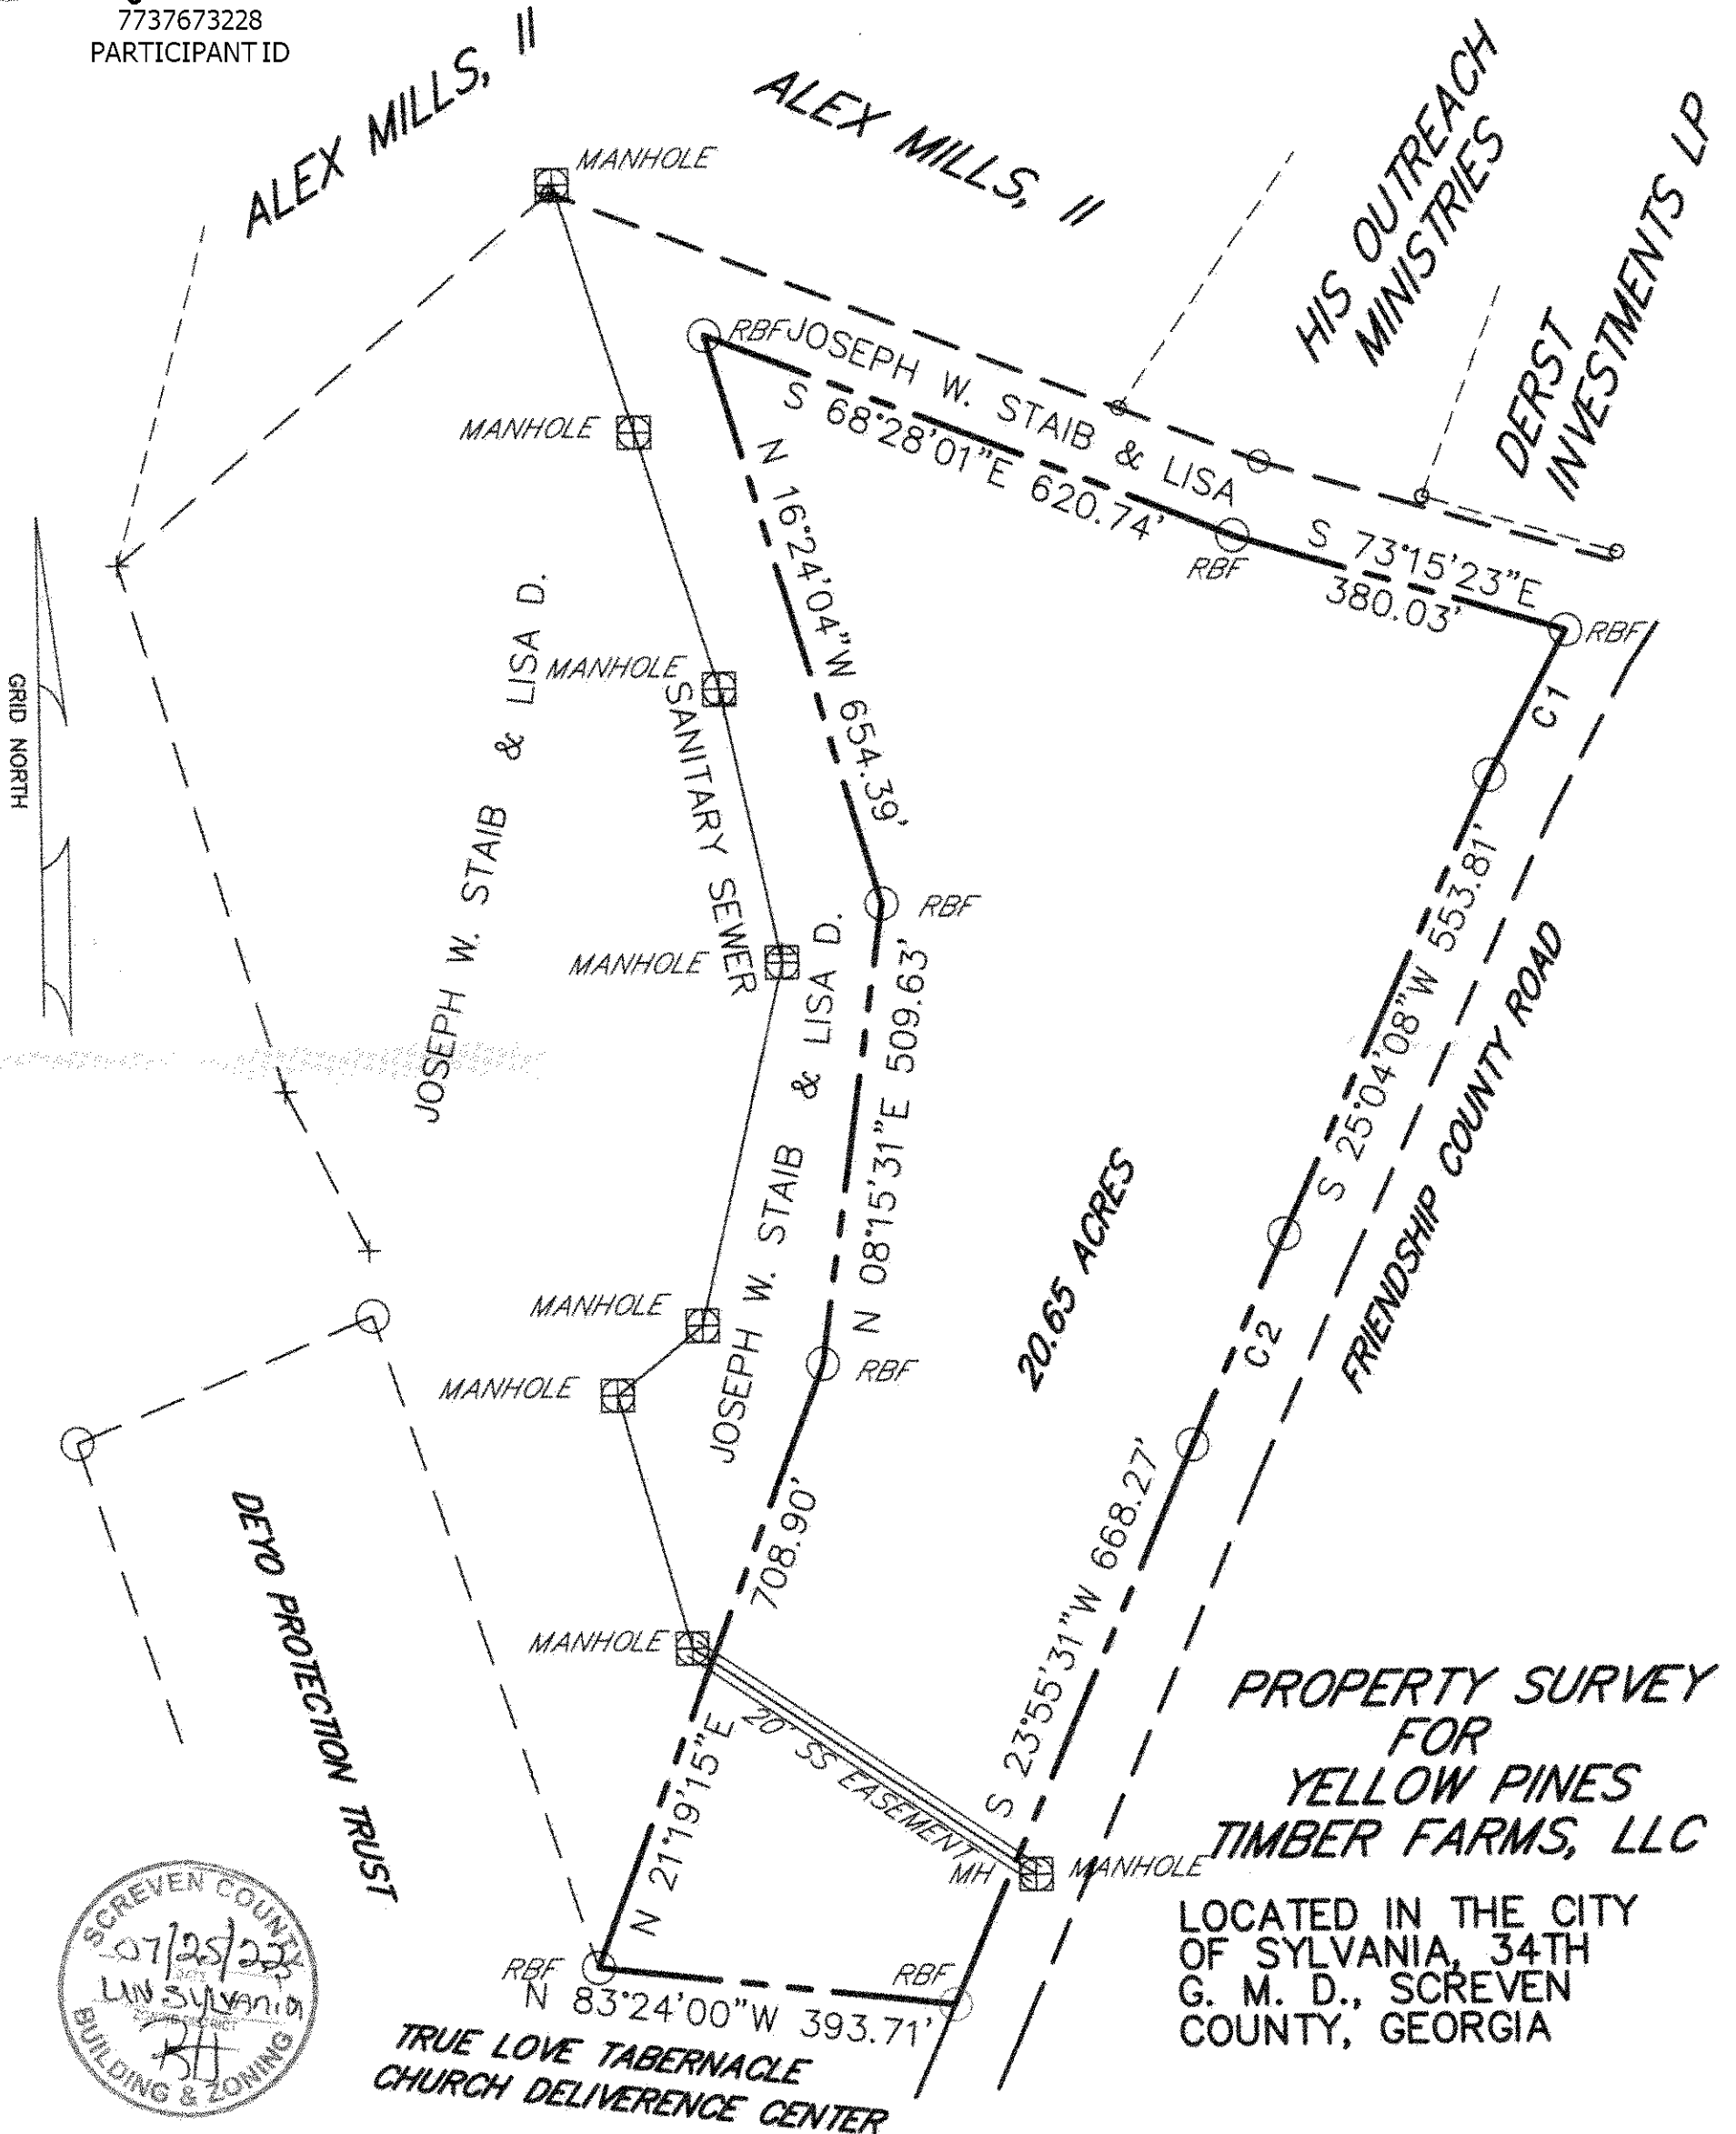 7737673228
PARTICIPANT ID
ALEX MILLS, II
ALEX MILLS, II
HIS OUTREACH
MINISTRIES
DERST
INVESTMENTS LP
MANHOLE
RBF
JOSEPH W. STAIB & LISA
S 68°28'01"E 620.74'
MANHOLE
RBF
S 73°15'23"E
380.03'
RBF
N 16°24'04"W 654.39'
C1
MANHOLE
SANITARY SEWER
JOSEPH W. STAIB & LISA D.
GRID NORTH
RBF
MANHOLE
S 25°04'08"W 553.81'
FRIENDSHIP COUNTY ROAD
N 08°15'31"E 509.63'
JOSEPH W. STAIB & LISA D.
20.65 ACRES
MANHOLE
RBF
C2
MANHOLE
708.90'
S 23°55'31"W 668.27'
DEYO PROTECTION TRUST
MANHOLE
N 21°19'15"E
20' SS EASEMENT
MH
MANHOLE
PROPERTY SURVEY
FOR
YELLOW PINES
TIMBER FARMS, LLC
LOCATED IN THE CITY
OF SYLVANIA, 34TH
G. M. D., SCREVEN
COUNTY, GEORGIA
RBF
RBF
N 83°24'00"W 393.71'
TRUE LOVE TABERNACLE
CHURCH DELIVERENCE CENTER
SCREVEN COUNTY
07/25/22
BUILDING & ZONING